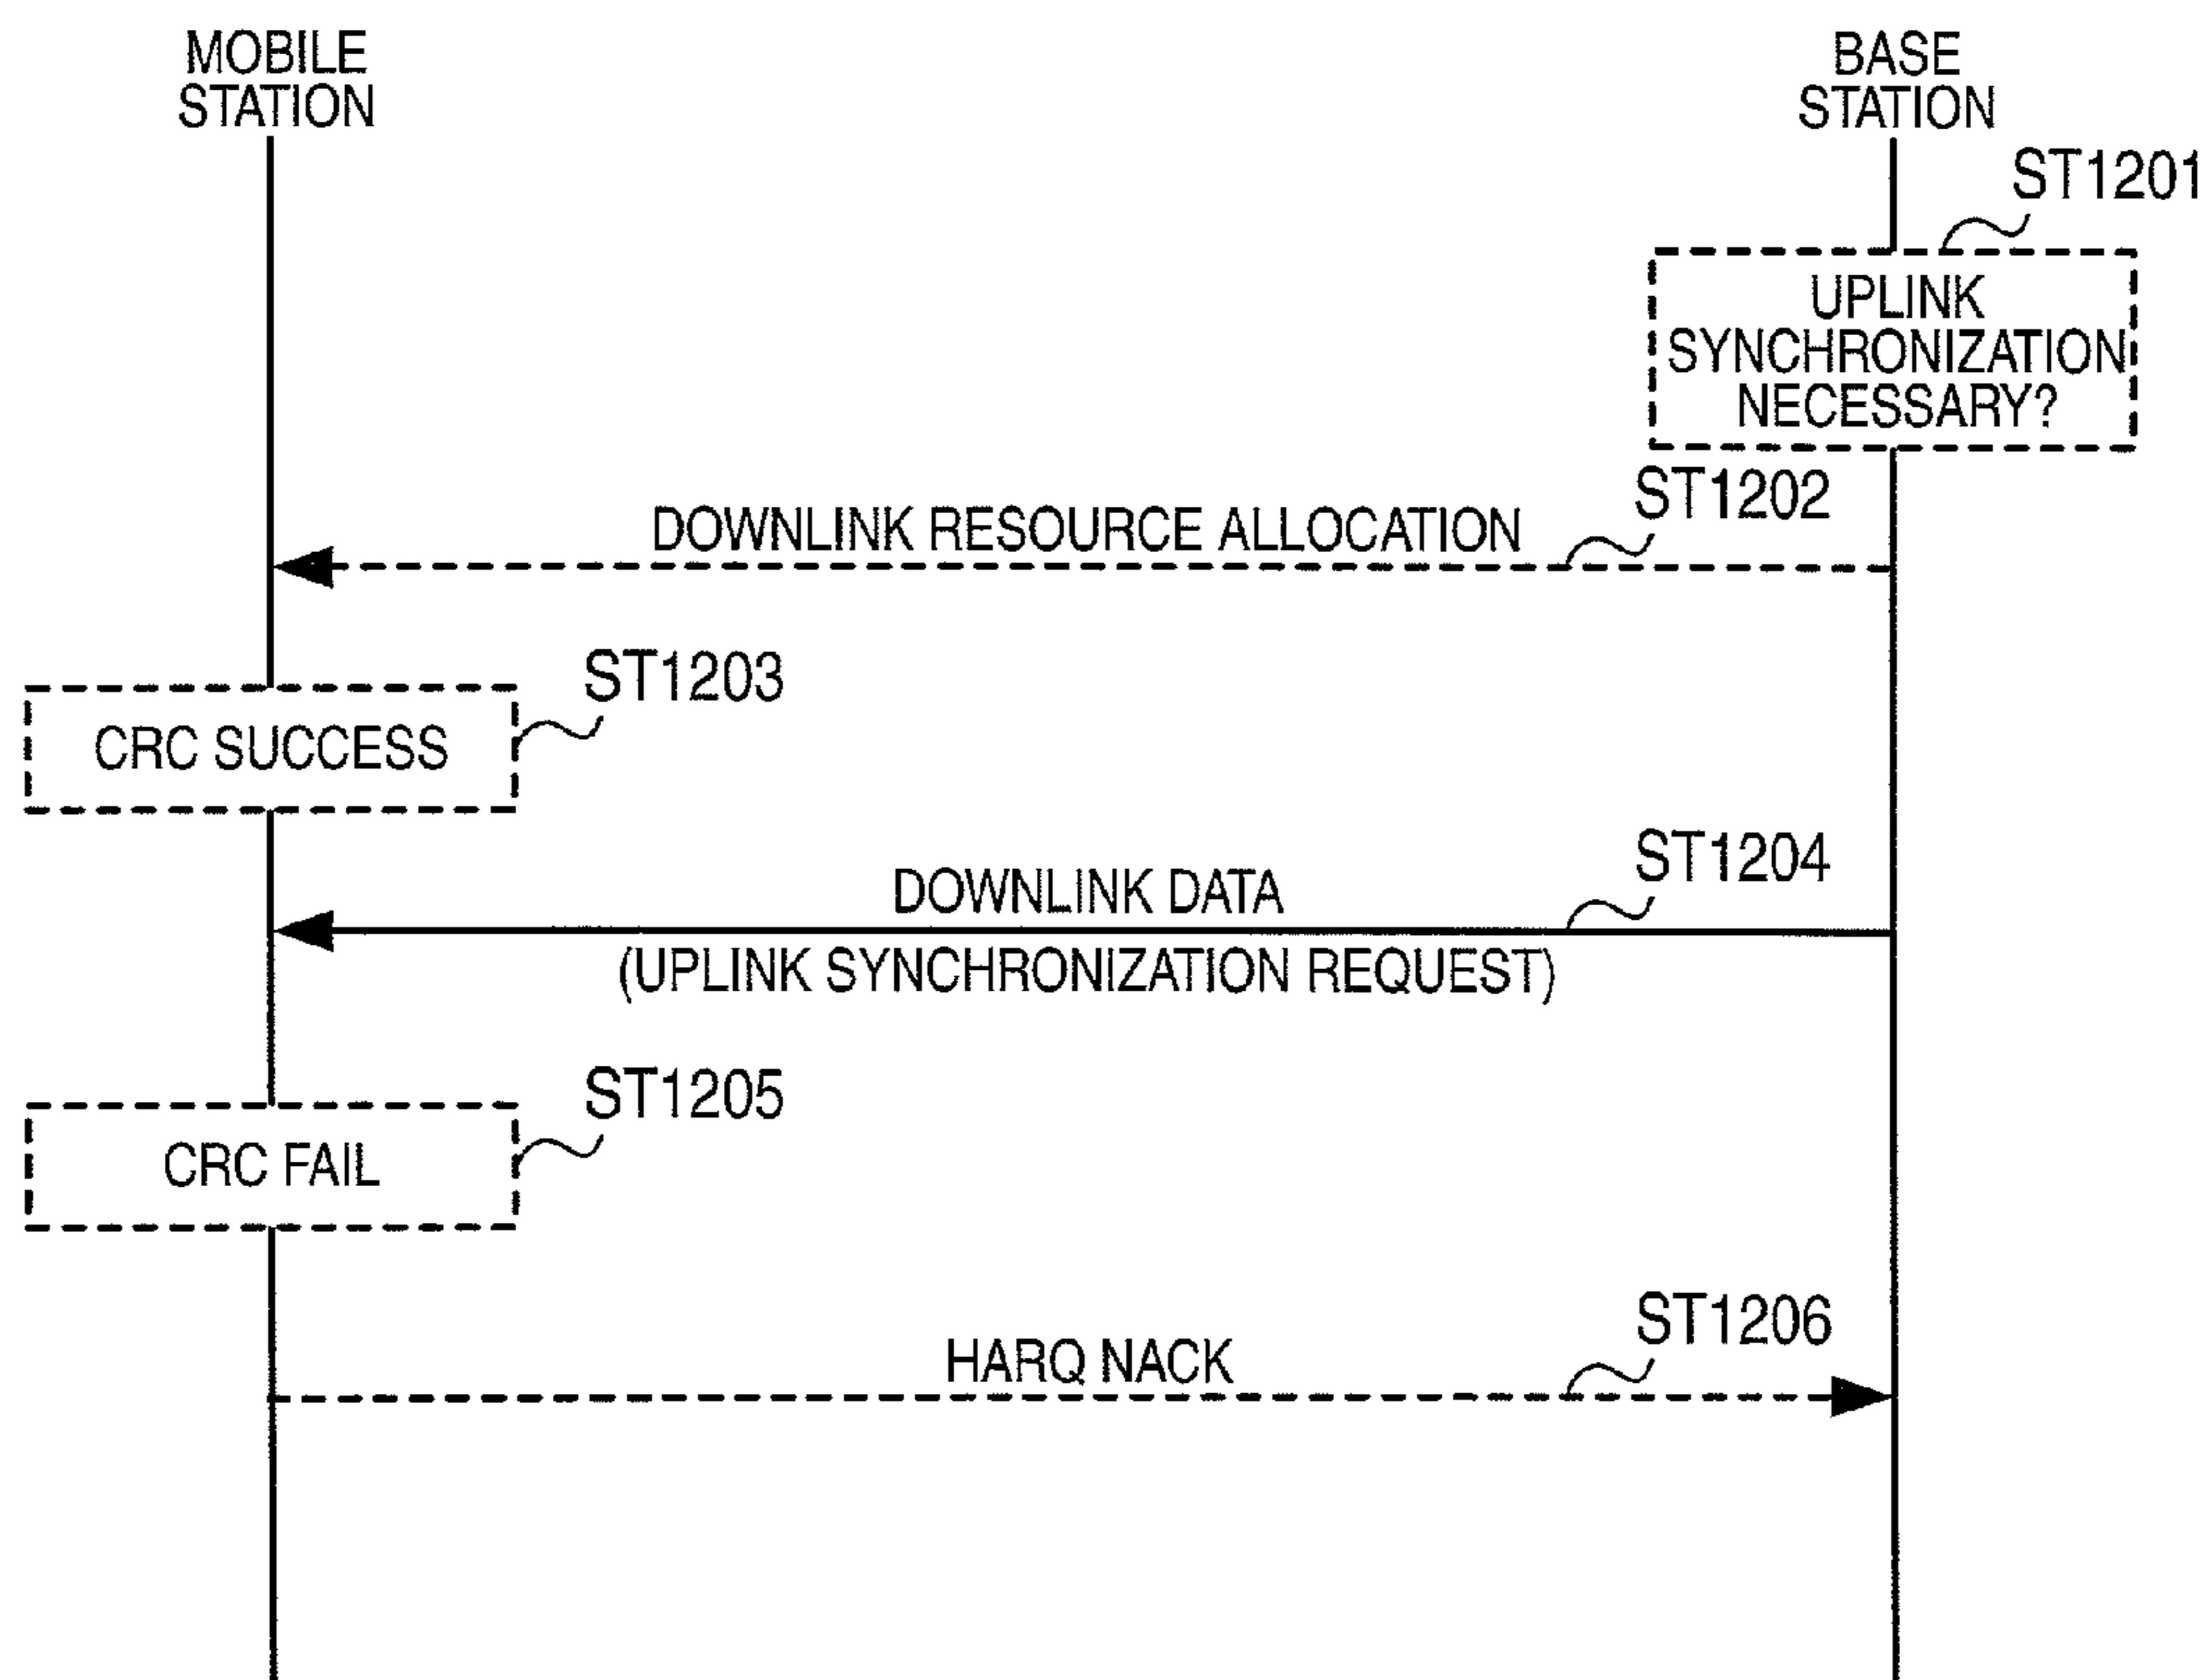 MOBILE
STATION
BASE
STATION
ST1201
UPLINK
SYNCHRONIZATION
NECESSARY?
ST1202
DOWNLINK RESOURCE ALLOCATION
ST1203
CRC SUCCESS
ST1204
DOWNLINK DATA
(UPLINK SYNCHRONIZATION REQUEST)
ST1205
CRC FAIL
ST1206
HARQ NACK